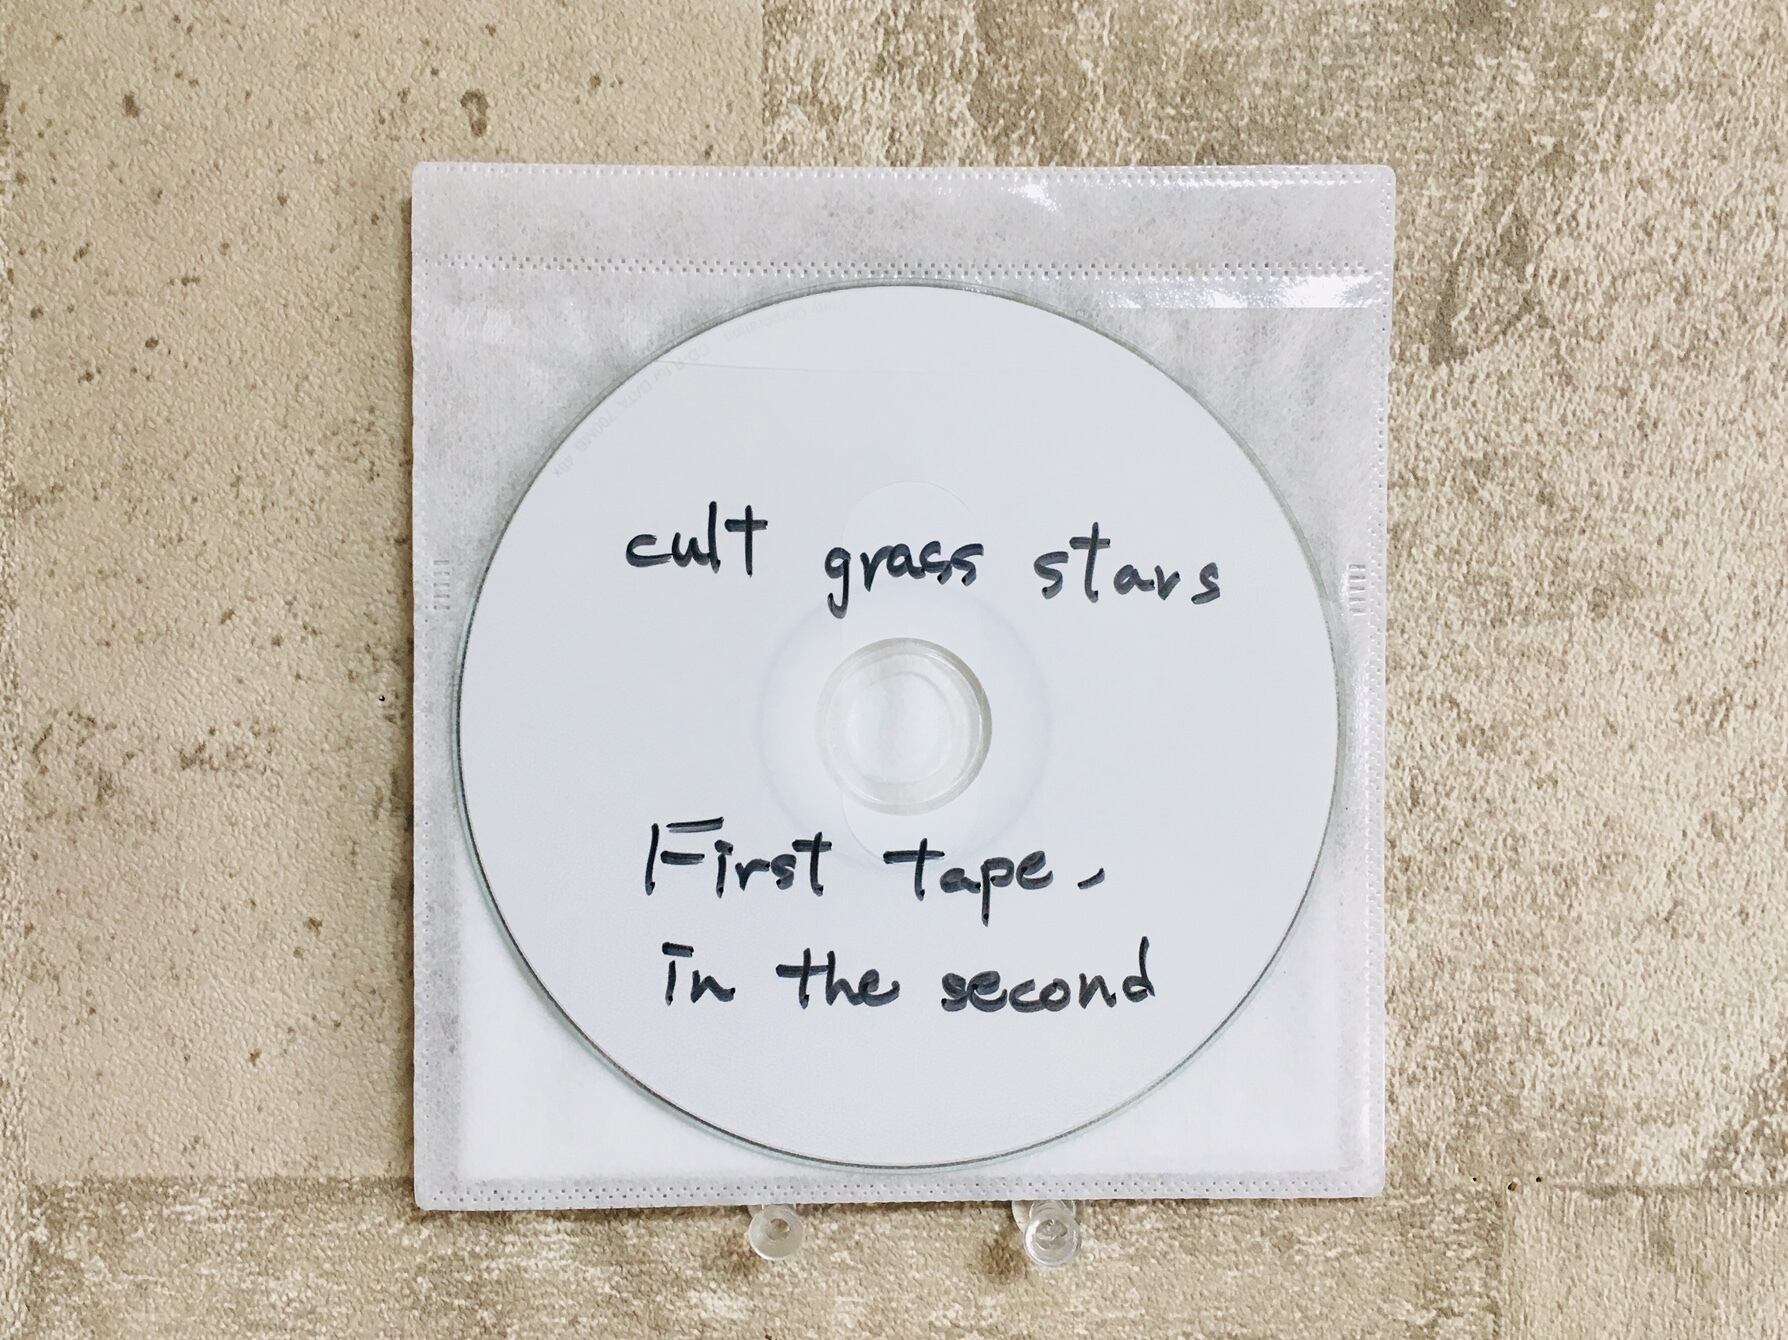 cult grass stars
First tape,
in the second